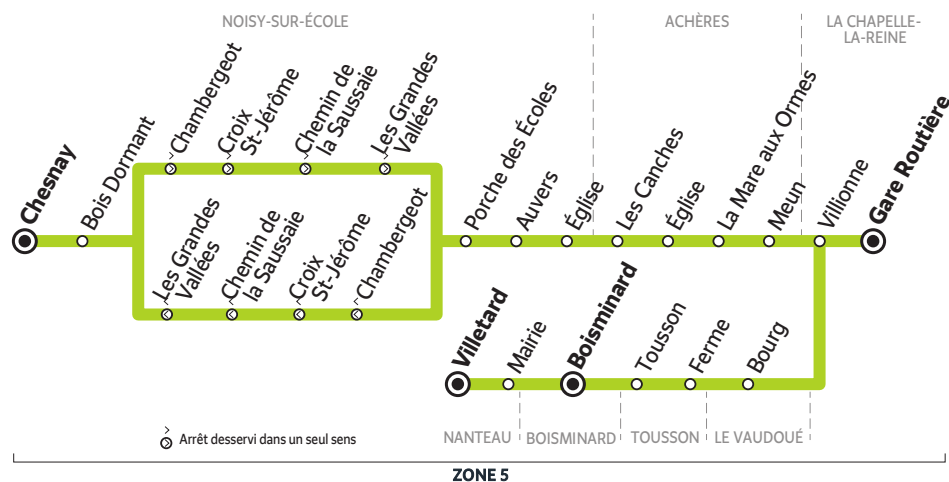 NOISY-SUR-ÉCOLE
ACHÈRES
LA CHAPELLE-
LA-REINE
Chesnay
Bois Dormant
Chambergeot
Croix
St-Jérôme
Chemin de
la Saussaie
Les Grandes
Vallées
Les Grandes
Vallées
Chemin de
la Saussaie
Croix
St-Jérôme
Chambergeot
Porche des Écoles
Auvers
Église
Les Canches
Église
La Mare aux Ormes
Meun
Villionne
Gare Routière
Villetard
Mairie
Boisminard
Tousson
Ferme
Bourg
Arrêt desservi dans un seul sens
NANTEAU
BOISMINARD
TOUSSON
LE VAUDOUÉ
ZONE 5